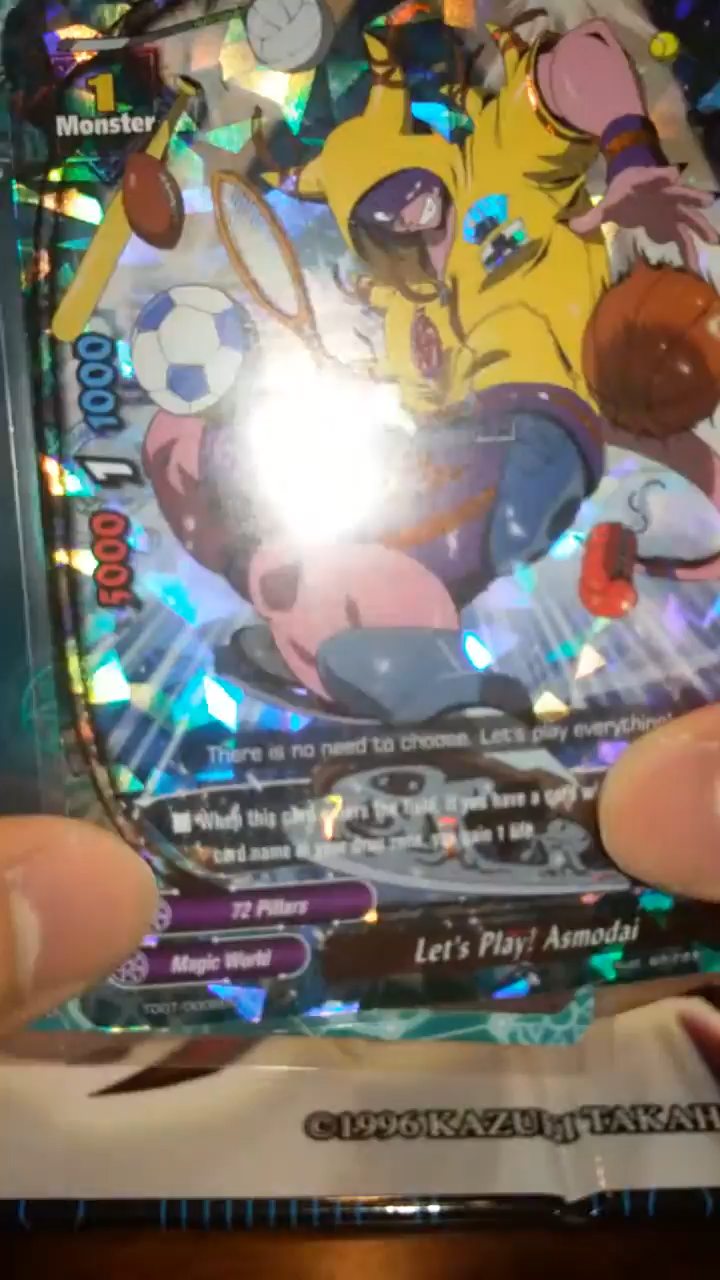 1
Monster
1000
1
5000
There is no need to choose. Let's play everything!
When this card enters the field, if you have a card w
card name in your drop zone, you gain 1 life
72 Pillars
Magic World
Let's Play! Asmodai
©1996 KAZUKI TAKAH